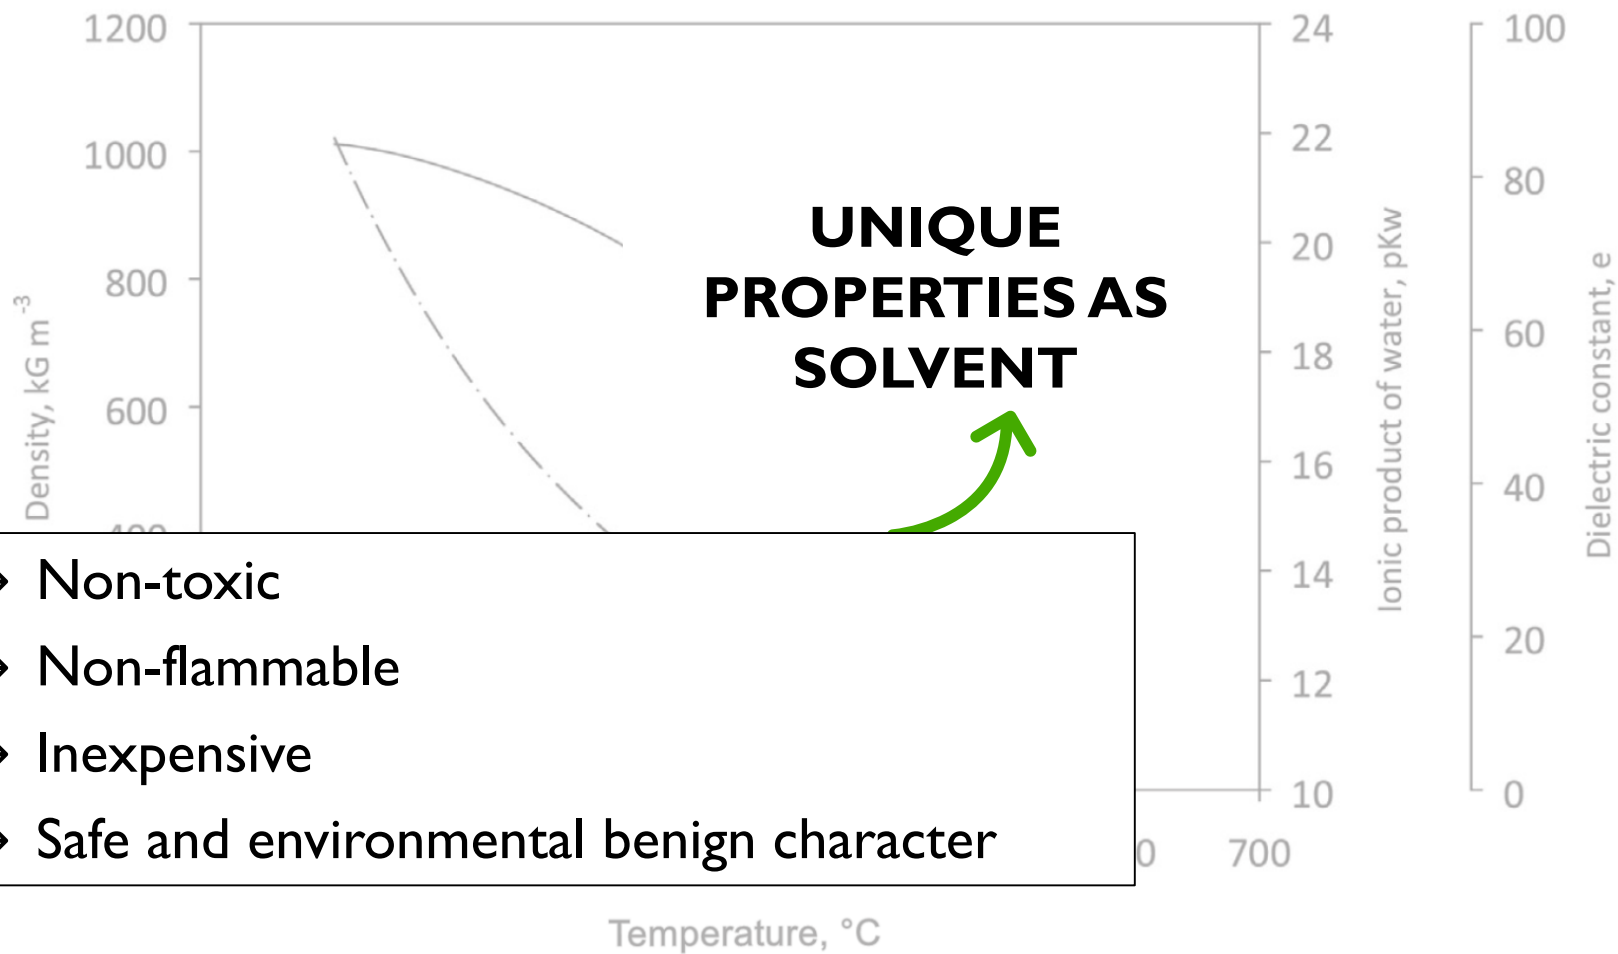 1200
1000
800
600
Density, kG m-3
UNIQUE
PROPERTIES AS
SOLVENT
→ Non-toxic
→ Non-flammable
→ Inexpensive
→ Safe and environmental benign character
24
22
20
18
16
14
12
10
Ionic product of water, pKw
100
80
60
40
20
0
Dielectric constant, e
0
700
Temperature, °C